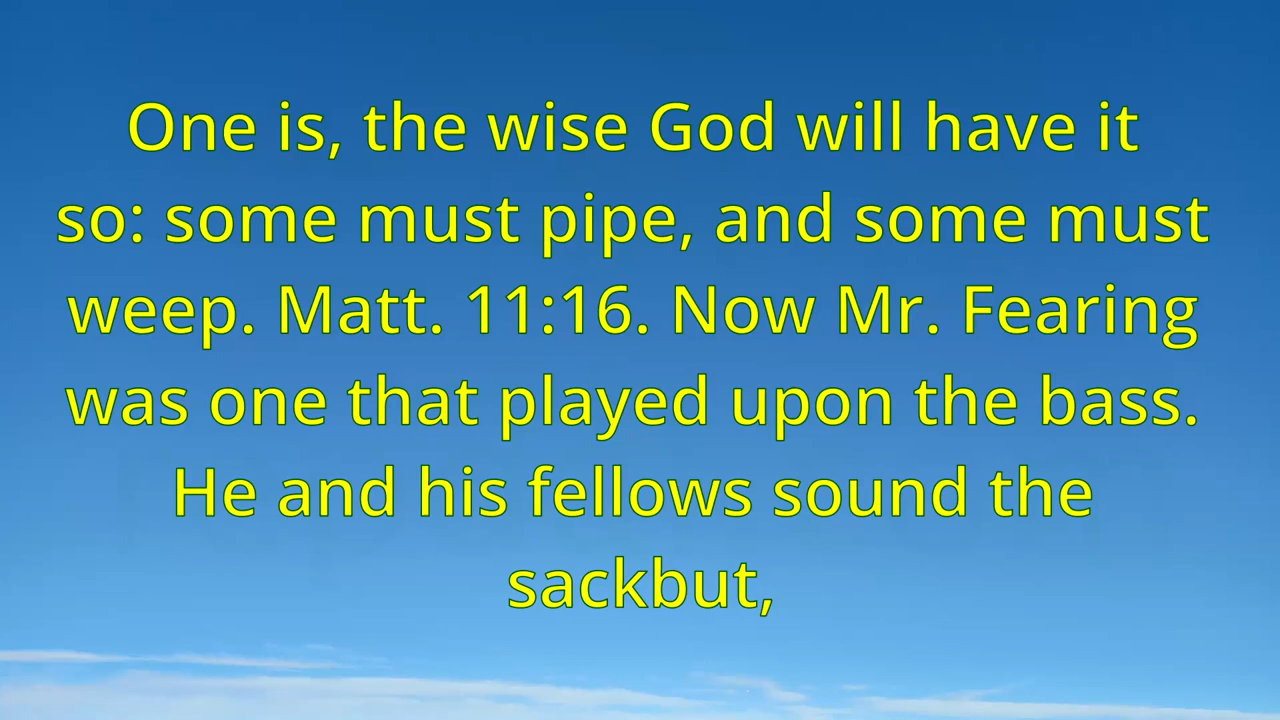 One is, the wise God will have it
so: some must pipe, and some must
weep. Matt. 11:16. Now Mr. Fearing
was one that played upon the bass.
He and his fellows sound the
sackbut,